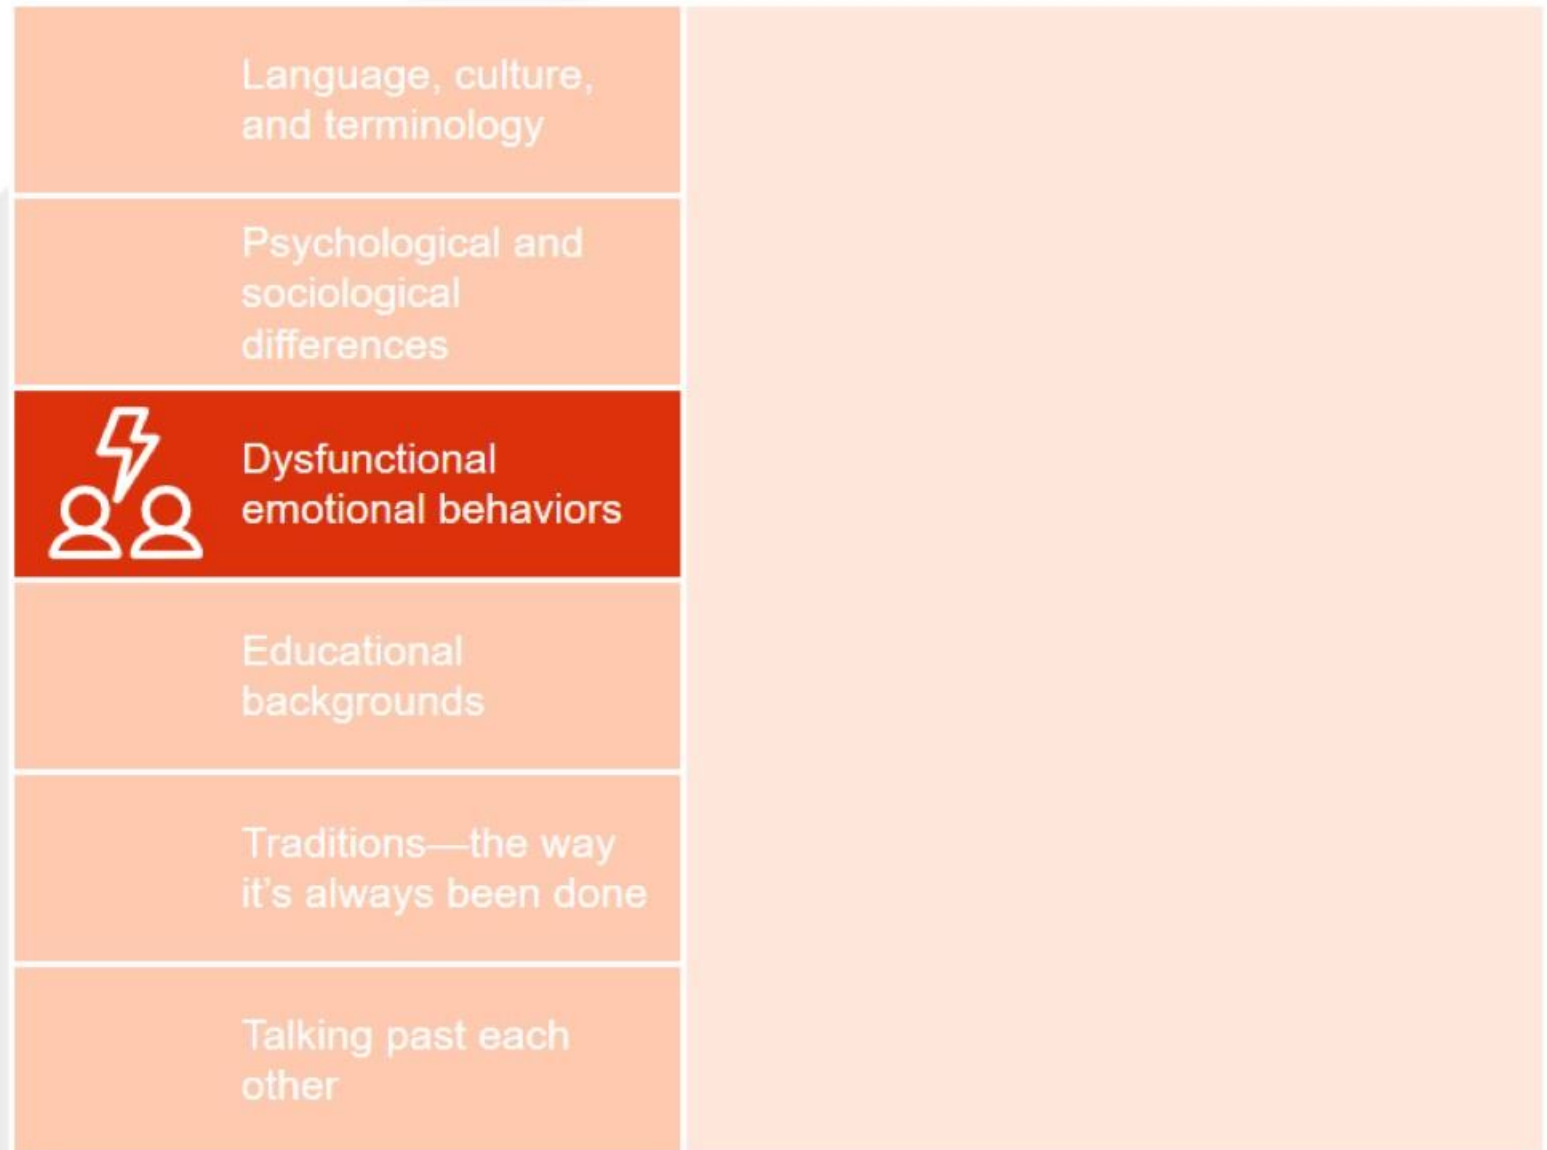 Language, culture,
and terminology
Psychological and
sociological
differences
Dysfunctional
emotional behaviors
Educational
backgrounds
Traditions—the way
it’s always been done
Talking past each
other